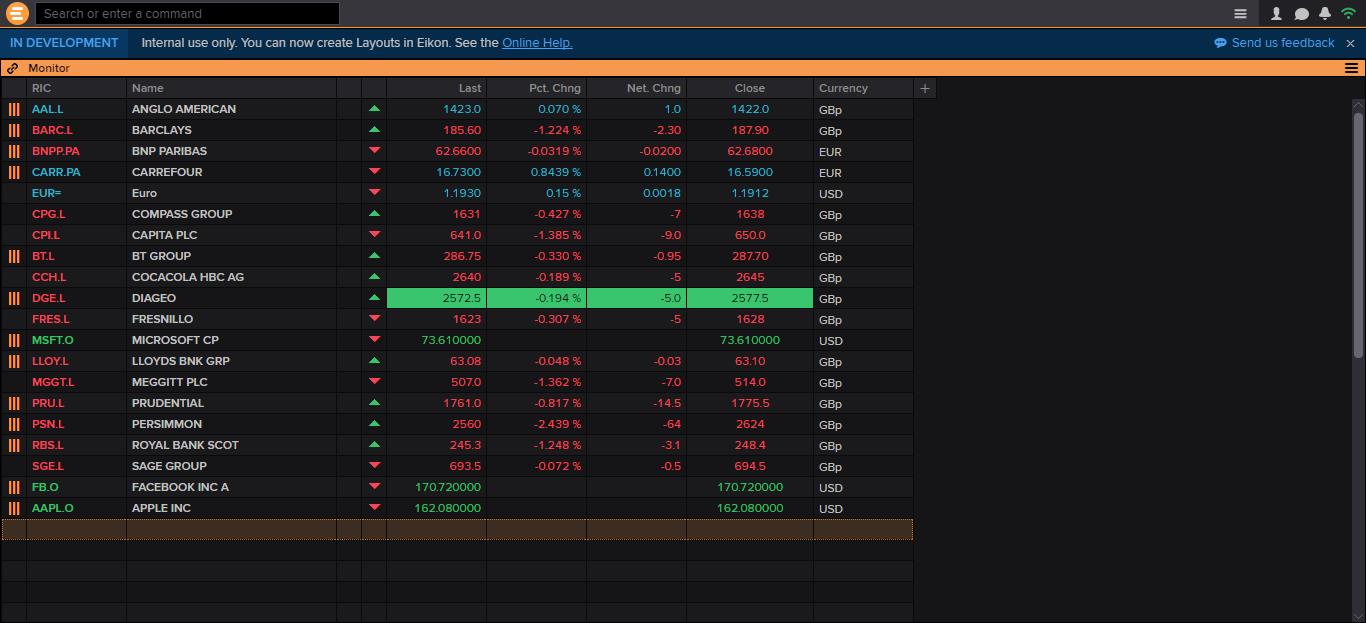 Search or enter a command
IN DEVELOPMENT Internal use only. You can now create Layouts in Eikon. See the Online Help. Send us feedback
Monitor
RIC Name Last Pct. Chng Net. Chng Close Currency +
AAL.L ANGLO AMERICAN 1423.0 0.070 % 1.0 1422.0 GBp
BARC.L BARCLAYS 185.60 -1.224 % -2.30 187.90 GBp
BNPP.PA BNP PARIBAS 62.6600 -0.0319 % -0.0200 62.6800 EUR
CARR.PA CARREFOUR 16.7300 0.8439 % 0.1400 16.5900 EUR
EUR= Euro 1.1930 0.15 % 0.0018 1.1912 USD
CPG.L COMPASS GROUP 1631 -0.427 % -7 1638 GBp
CPI.L CAPITA PLC 641.0 -1.385 % -9.0 650.0 GBp
BT.L BT GROUP 286.75 -0.330 % -0.95 287.70 GBp
CCH.L COCACOLA HBC AG 2640 -0.189 % -5 2645 GBp
DGE.L DIAGEO 2572.5 -0.194 % -5.0 2577.5 GBp
FRES.L FRESNILLO 1623 -0.307 % -5 1628 GBp
MSFT.O MICROSOFT CP 73.610000 73.610000 USD
LLOY.L LLOYDS BNK GRP 63.08 -0.048 % -0.03 63.10 GBp
MGGT.L MEGGITT PLC 507.0 -1.362 % -7.0 514.0 GBp
PRU.L PRUDENTIAL 1761.0 -0.817 % -14.5 1775.5 GBp
PSN.L PERSIMMON 2560 -2.439 % -64 2624 GBp
RBS.L ROYAL BANK SCOT 245.3 -1.248 % -3.1 248.4 GBp
SGE.L SAGE GROUP 693.5 -0.072 % -0.5 694.5 GBp
FB.O FACEBOOK INC A 170.720000 170.720000 USD
AAPL.O APPLE INC 162.080000 162.080000 USD